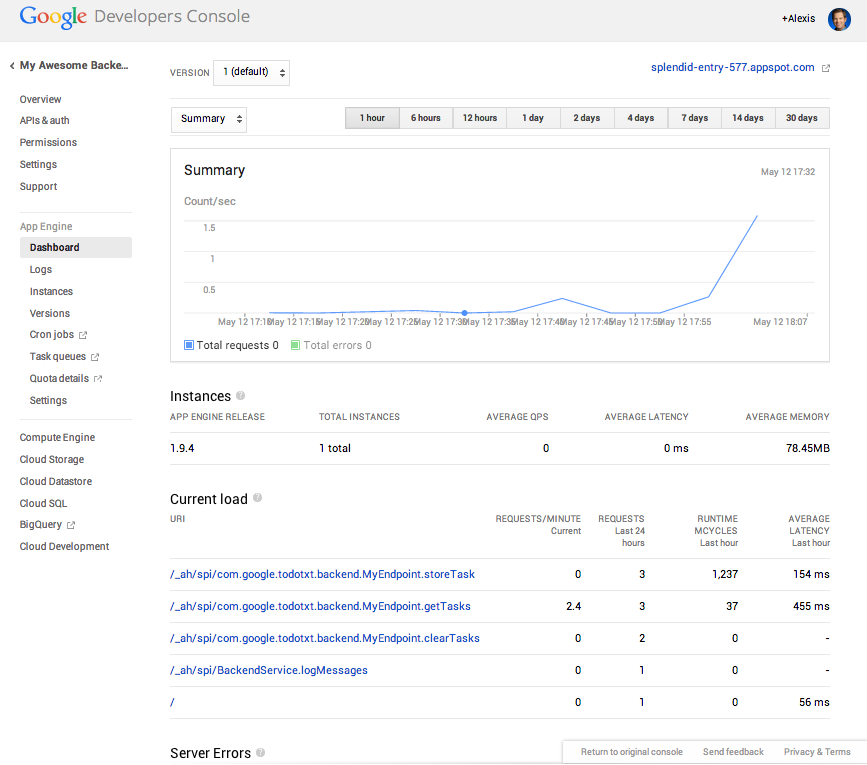 Google Developers Console
+Alexis
My Awesome Backe...
VERSION 1 (default)
splendid-entry-577.appspot.com
Overview
APIs & auth
Permissions
Settings
Support
App Engine
Dashboard
Logs
Instances
Versions
Cron jobs
Task queues
Quota details
Settings
Compute Engine
Cloud Storage
Cloud Datastore
Cloud SQL
BigQuery
Cloud Development
Summary
1 hour 6 hours 12 hours 1 day 2 days 4 days 7 days 14 days 30 days
Summary
May 12 17:32
Count/sec
1.5
1
0.5
May 12 17:10 May 12 17:15 May 12 17:20 May 12 17:25 May 12 17:30 May 12 17:35 May 12 17:40 May 12 17:45 May 12 17:50 May 12 17:55 May 12 18:07
Total requests 0 Total errors 0
Instances ?
APP ENGINE RELEASE TOTAL INSTANCES AVERAGE QPS AVERAGE LATENCY AVERAGE MEMORY
1.9.4 1 total 0 0 ms 78.45MB
Current load ?
URI REQUESTS/MINUTE REQUESTS RUNTIME AVERAGE
Current Last 24 MCYCLES LATENCY
hours Last hour Last hour
/_ah/spi/com.google.todotxt.backend.MyEndpoint.storeTask 0 3 1,237 154 ms
/_ah/spi/com.google.todotxt.backend.MyEndpoint.getTasks 2.4 3 37 455 ms
/_ah/spi/com.google.todotxt.backend.MyEndpoint.clearTasks 0 2 0 -
/_ah/spi/BackendService.logMessages 0 1 0 -
/ 0 1 0 56 ms
Server Errors ?
Return to original console Send feedback Privacy & Terms